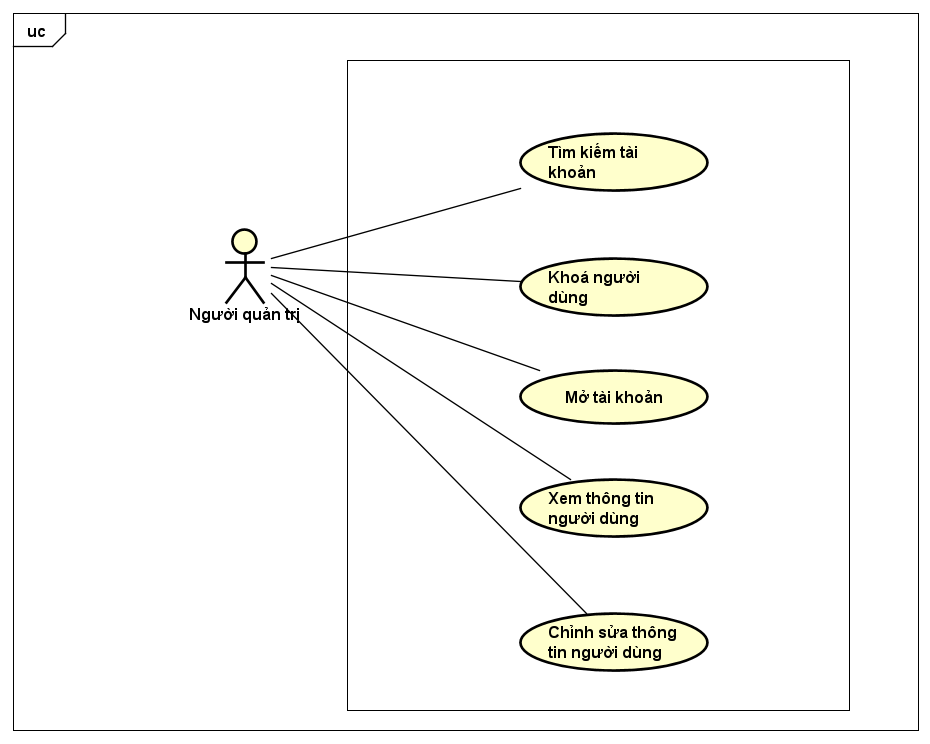 uc
Tìm kiếm tài
khoản
Khoá người
dùng
Người quản trị
Mở tài khoản
Xem thông tin
người dùng
Chỉnh sửa thông
tin người dùng